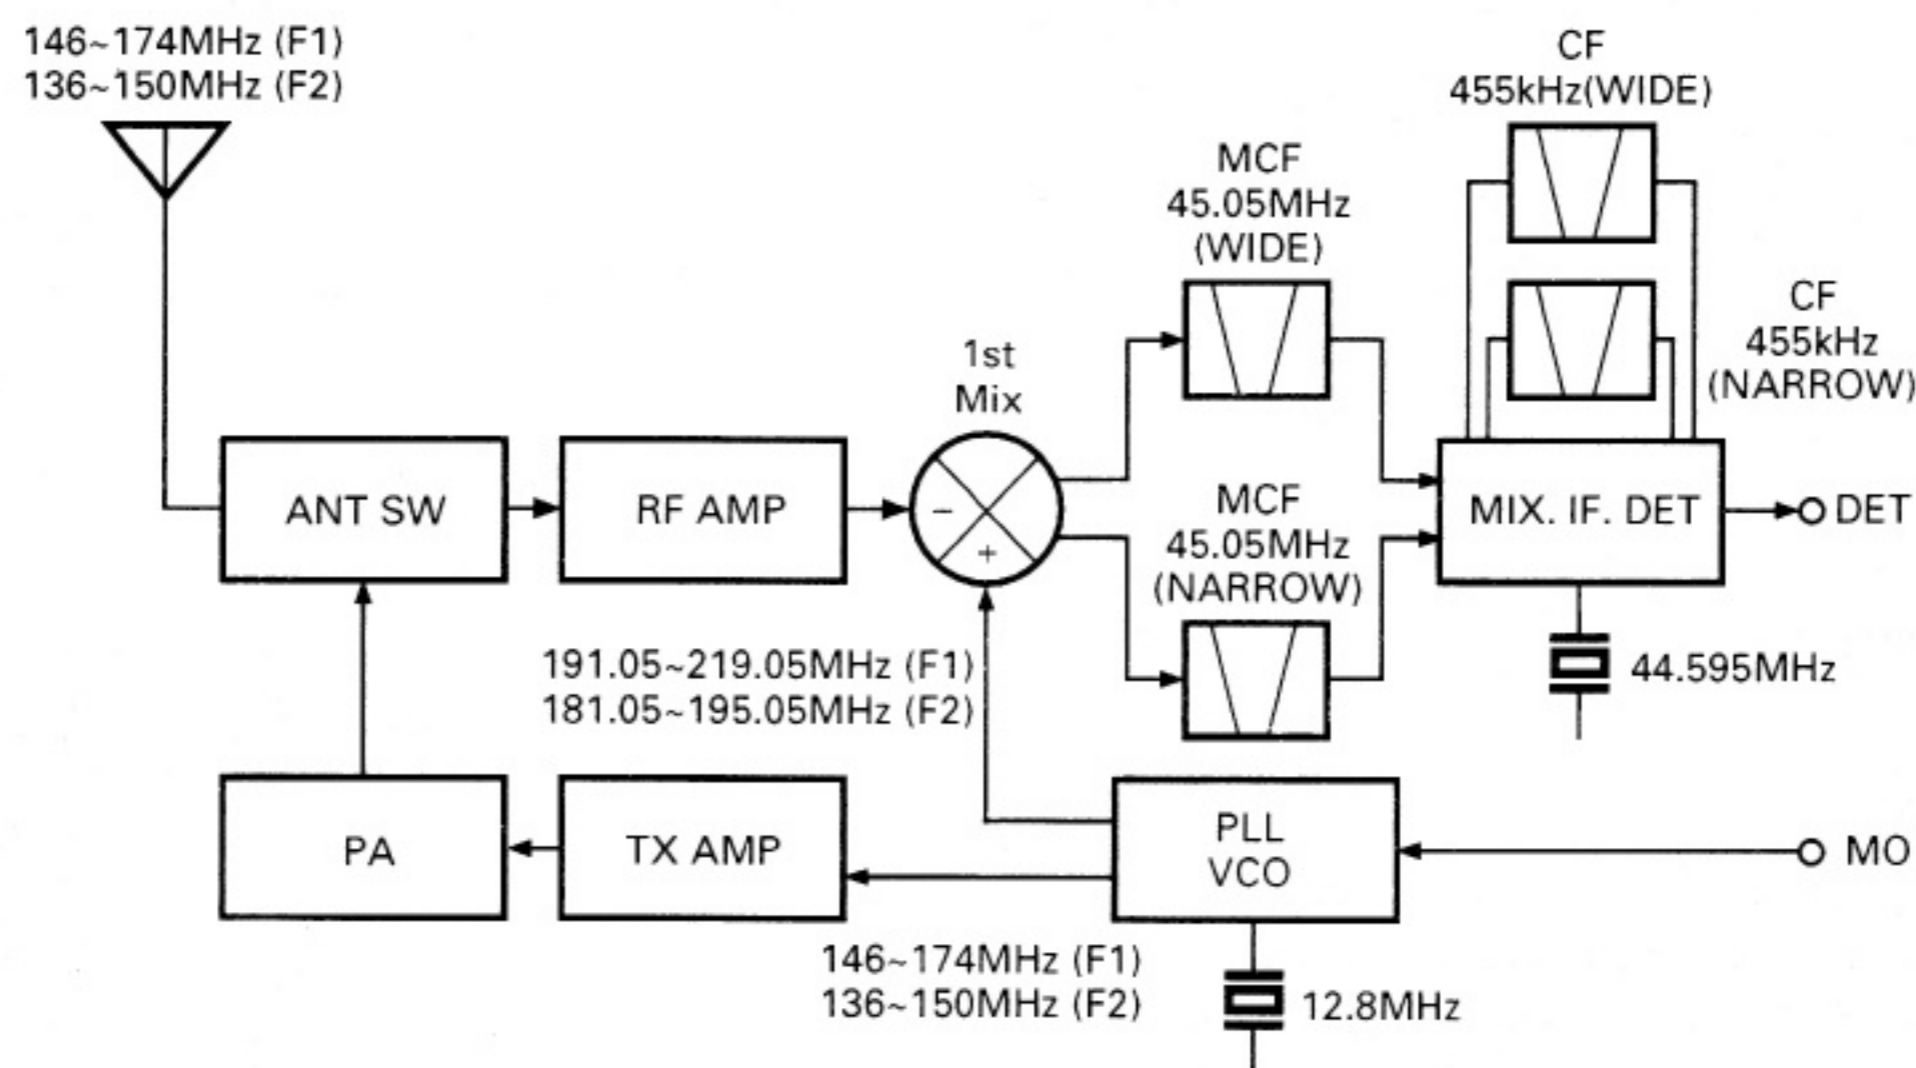 146~174MHz (F1)
136~150MHz (F2)
CF
455kHz(WIDE)
MCF
45.05MHz
(WIDE)
CF
455kHz
(NARROW)
1st
Mix
ANT SW
RF AMP
−
+
MCF
45.05MHz
(NARROW)
MIX. IF. DET
DET
191.05~219.05MHz (F1)
181.05~195.05MHz (F2)
44.595MHz
PA
TX AMP
PLL
VCO
MO
146~174MHz (F1)
136~150MHz (F2)
12.8MHz